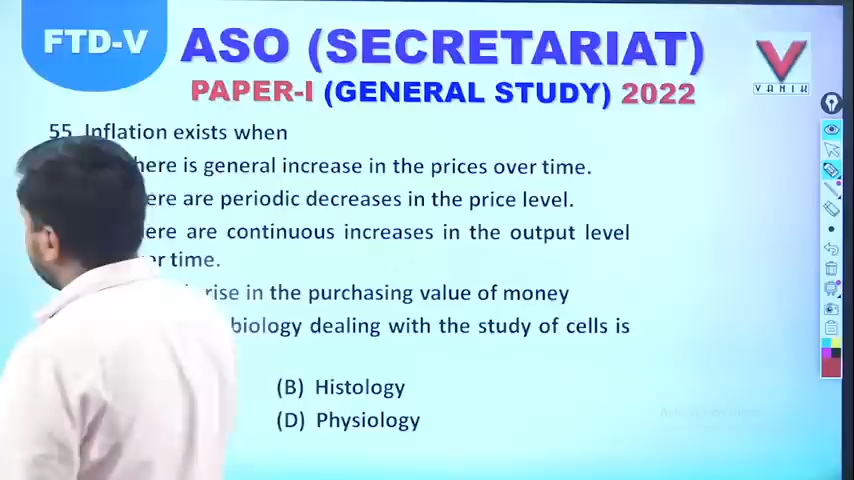 FTD-V
ASO (SECRETARIAT)
PAPER-I (GENERAL STUDY) 2022
VANIK
55. Inflation exists when
here is general increase in the prices over time.
ere are periodic decreases in the price level.
ere are continuous increases in the output level
er time.
rise in the purchasing value of money
biology dealing with the study of cells is
(B) Histology
(D) Physiology